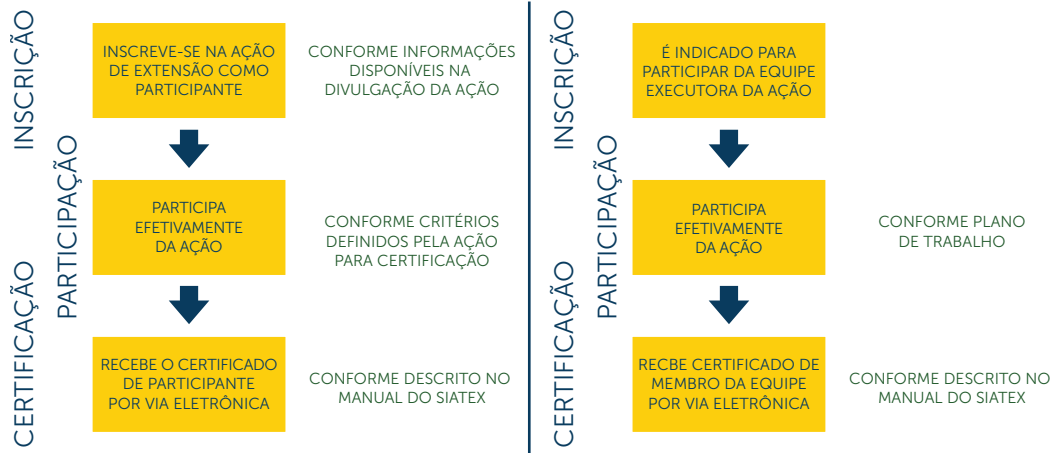 INSCRIÇÃO
INSCREVE-SE NA AÇÃO
DE EXTENSÃO COMO
PARTICIPANTE
CONFORME INFORMAÇÕES
DISPONÍVEIS NA
DIVULGAÇÃO DA AÇÃO
PARTICIPAÇÃO
PARTICIPA
EFETIVAMENTE
DA AÇÃO
CONFORME CRITÉRIOS
DEFINIDOS PELA AÇÃO
PARA CERTIFICAÇÃO
CERTIFICAÇÃO
RECEBE O CERTIFICADO
DE PARTICIPANTE
POR VIA ELETRÔNICA
CONFORME DESCRITO NO
MANUAL DO SIATEX
INSCRIÇÃO
É INDICADO PARA
PARTICIPAR DA EQUIPE
EXECUTORA DA AÇÃO
PARTICIPAÇÃO
PARTICIPA
EFETIVAMENTE
DA AÇÃO
CONFORME PLANO
DE TRABALHO
CERTIFICAÇÃO
RECBE CERTIFICADO DE
MEMBRO DA EQUIPE
POR VIA ELETRÔNICA
CONFORME DESCRITO NO
MANUAL DO SIATEX